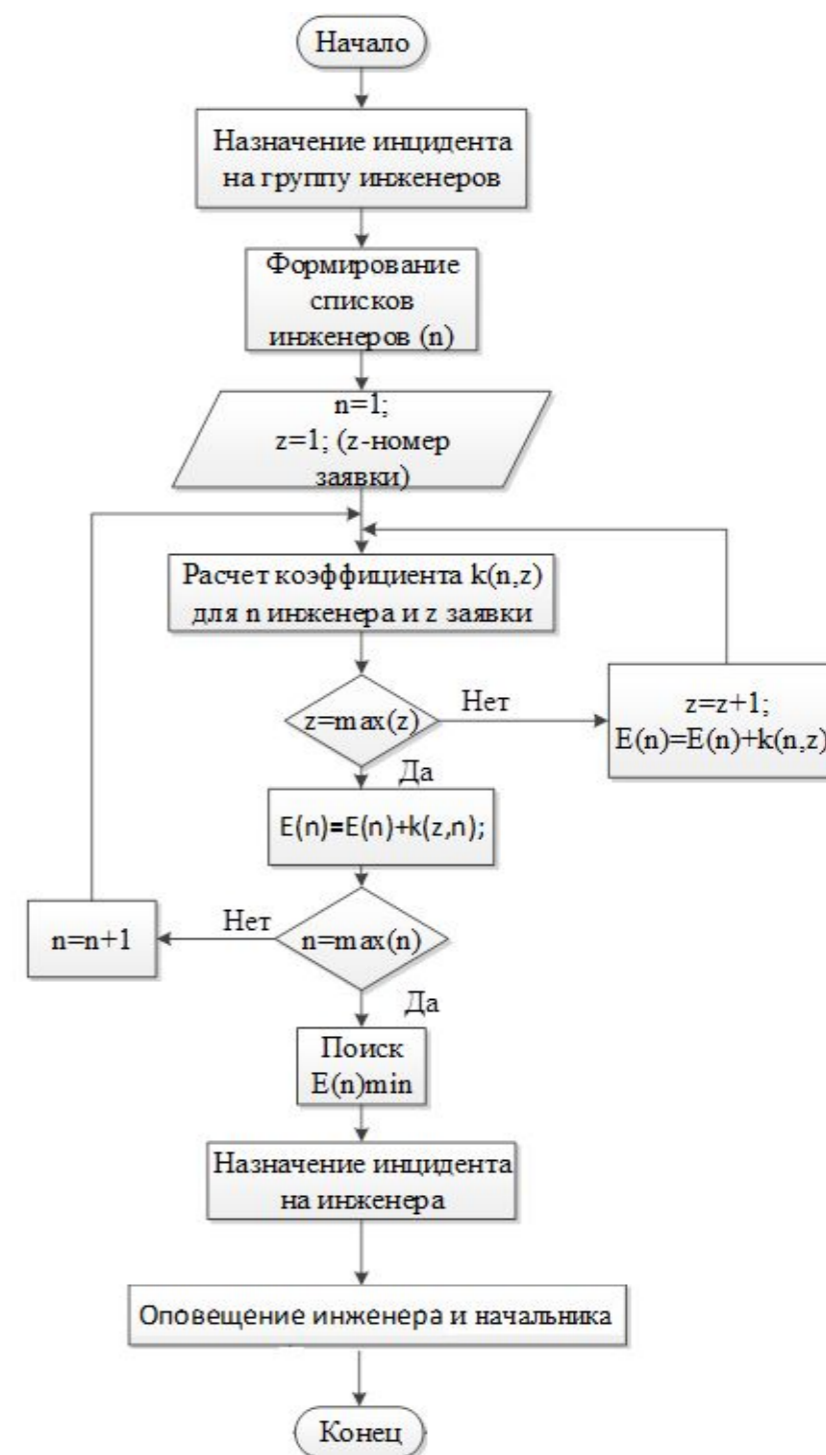 Начало
Назначение инцидента
на группу инженеров
Формирование
списков
инженеров (n)
n=1;
z=1; (z-номер
заявки)
Расчет коэффициента k(n,z)
для n инженера и z заявки
z=max(z)
Нет
z=z+1;
E(n)=E(n)+k(n,z)
Да
E(n)=E(n)+k(z,n);
n=max(n)
Нет
n=n+1
Да
Поиск
E(n)min
Назначение инцидента
на инженера
Оповещение инженера и начальника
Конец